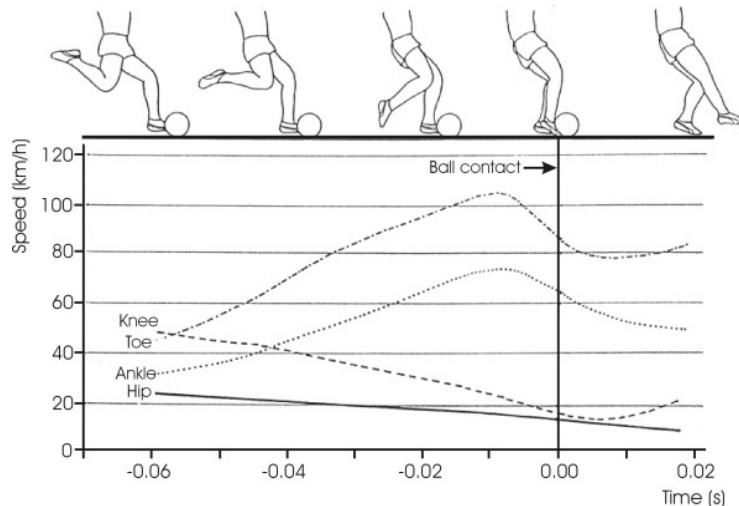 120
Ball contact
Speed (km/h)
100
80
60
Knee
Toe
40
Ankle
Hip
20
0
-0.06 -0.04 -0.02 0.00 0.02
Time (s)